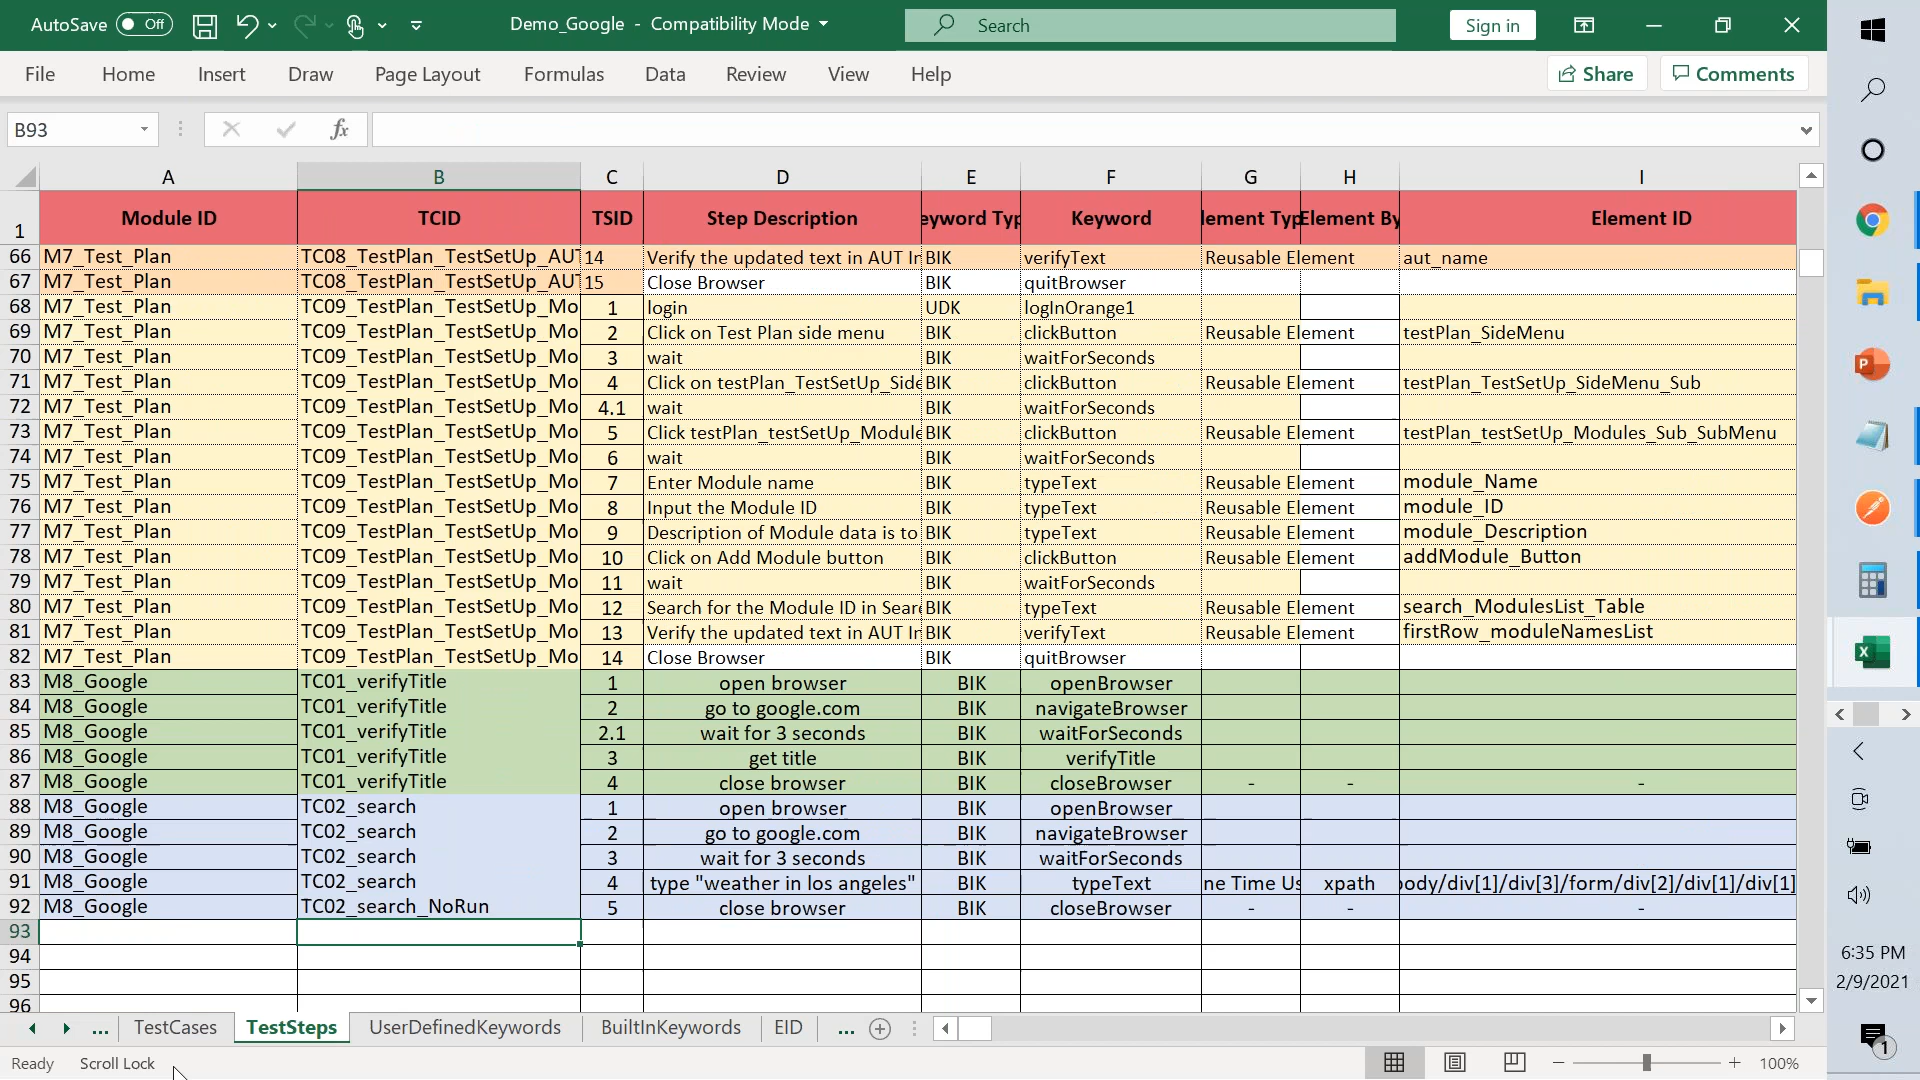 AutoSave Off Demo_Google - Compatibility Mode Search Sign in
File Home Insert Draw Page Layout Formulas Data Review View Help Share Comments
B93 fx
A B C D E F G H I
1 Module ID TCID TSID Step Description eyword Typ Keyword lement Typ Element By Element ID
66 M7_Test_Plan TC08_TestPlan_TestSetUp_AUT 14 Verify the updated text in AUT In BIK verifyText Reusable Element aut_name
67 M7_Test_Plan TC08_TestPlan_TestSetUp_AUT 15 Close Browser BIK quitBrowser
68 M7_Test_Plan TC09_TestPlan_TestSetUp_Mo 1 login UDK logInOrange1
69 M7_Test_Plan TC09_TestPlan_TestSetUp_Mo 2 Click on Test Plan side menu BIK clickButton Reusable Element testPlan_SideMenu
70 M7_Test_Plan TC09_TestPlan_TestSetUp_Mo 3 wait BIK waitForSeconds
71 M7_Test_Plan TC09_TestPlan_TestSetUp_Mo 4 Click on testPlan_TestSetUp_Side BIK clickButton Reusable Element testPlan_TestSetUp_SideMenu_Sub
72 M7_Test_Plan TC09_TestPlan_TestSetUp_Mo 4.1 wait BIK waitForSeconds
73 M7_Test_Plan TC09_TestPlan_TestSetUp_Mo 5 Click testPlan_testSetUp_Module BIK clickButton Reusable Element testPlan_testSetUp_Modules_Sub_SubMenu
74 M7_Test_Plan TC09_TestPlan_TestSetUp_Mo 6 wait BIK waitForSeconds
75 M7_Test_Plan TC09_TestPlan_TestSetUp_Mo 7 Enter Module name BIK typeText Reusable Element module_Name
76 M7_Test_Plan TC09_TestPlan_TestSetUp_Mo 8 Input the Module ID BIK typeText Reusable Element module_ID
77 M7_Test_Plan TC09_TestPlan_TestSetUp_Mo 9 Description of Module data is to BIK typeText Reusable Element module_Description
78 M7_Test_Plan TC09_TestPlan_TestSetUp_Mo 10 Click on Add Module button BIK clickButton Reusable Element addModule_Button
79 M7_Test_Plan TC09_TestPlan_TestSetUp_Mo 11 wait BIK waitForSeconds
80 M7_Test_Plan TC09_TestPlan_TestSetUp_Mo 12 Search for the Module ID in Sear BIK typeText Reusable Element search_ModulesList_Table
81 M7_Test_Plan TC09_TestPlan_TestSetUp_Mo 13 Verify the updated text in AUT In BIK verifyText Reusable Element firstRow_moduleNamesList
82 M7_Test_Plan TC09_TestPlan_TestSetUp_Mo 14 Close Browser BIK quitBrowser
83 M8_Google TC01_verifyTitle 1 open browser BIK openBrowser
84 M8_Google TC01_verifyTitle 2 go to google.com BIK navigateBrowser
85 M8_Google TC01_verifyTitle 2.1 wait for 3 seconds BIK waitForSeconds
86 M8_Google TC01_verifyTitle 3 get title BIK verifyTitle
87 M8_Google TC01_verifyTitle 4 close browser BIK closeBrowser - - -
88 M8_Google TC02_search 1 open browser BIK openBrowser
89 M8_Google TC02_search 2 go to google.com BIK navigateBrowser
90 M8_Google TC02_search 3 wait for 3 seconds BIK waitForSeconds
91 M8_Google TC02_search 4 type "weather in los angeles" BIK typeText ne Time Us xpath body/div[1]/div[3]/form/div[2]/div[1]/div[1]
92 M8_Google TC02_search_NoRun 5 close browser BIK closeBrowser - - -
93
94
95
96
... TestCases TestSteps UserDefinedKeywords BuiltInKeywords EID ...
Ready Scroll Lock 100%
6:35 PM
2/9/2021
1